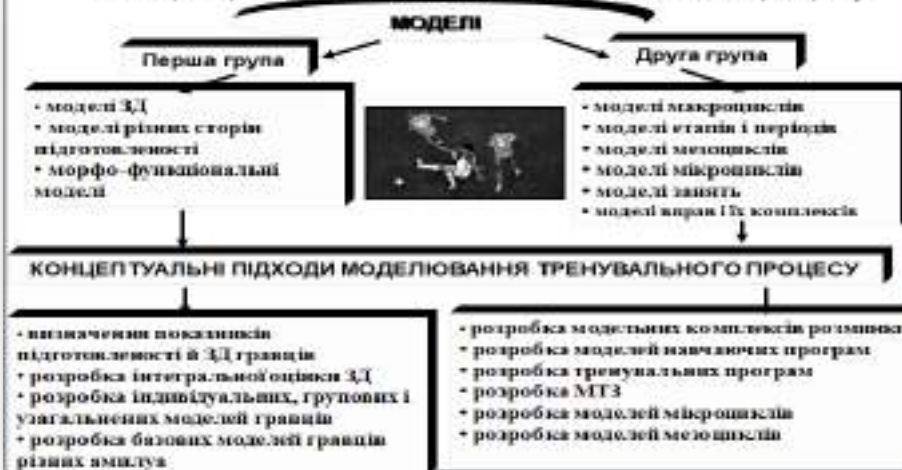 МОДЕЛІ
Перша група
Друга група
• моделі ЗД
• моделі різних сторін
підготовленості
• морфо-функціональні
моделі
• моделі макроциклів
• моделі етапів і періодів
• моделі мезоциклів
• моделі мікроциклів
• моделі занять
• моделі вправ і їх комплексів
КОНЦЕПТУАЛЬНІ ПІДХОДИ МОДЕЛЮВАННЯ ТРЕНУВАЛЬНОГО ПРОЦЕСУ
• визначення показників
підготовленості й ЗД гравців
• розробка інтегральної оцінки ЗД
• розробка індивідуальних, групових і
узагальнених моделей гравців
• розробка базових моделей гравців
різних амплуа
• розробка модельних комплексів розминки
• розробка моделей навчаючих програм
• розробка тренувальних програм
• розробка МТЗ
• розробка моделей мікроциклів
• розробка моделей мезоциклів